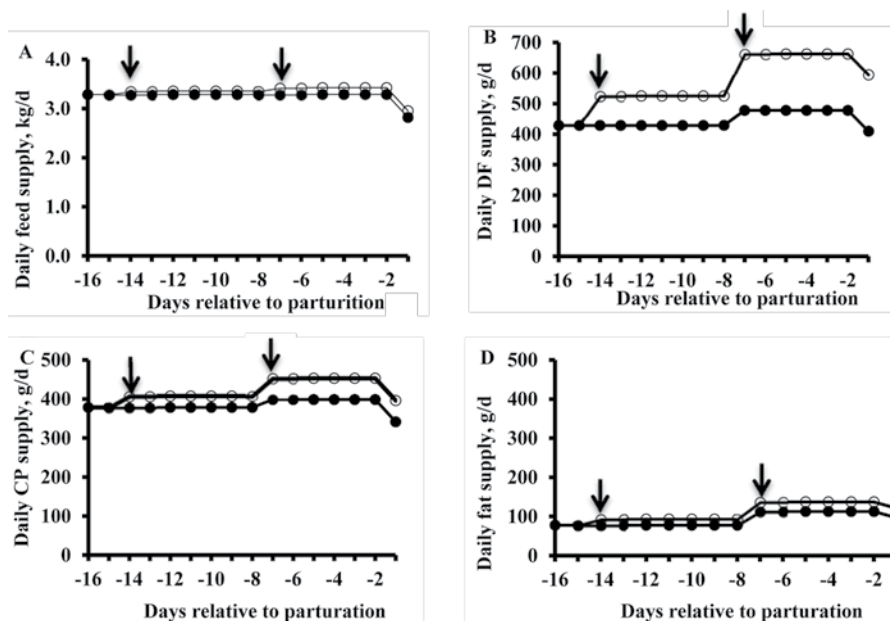 A
Daily feed supply, kg/d
4.0
3.0
2.0
1.0
0.0
-16 -14 -12 -10 -8 -6 -4 -2
Days relative to parturition
B
Daily DF supply, g/d
700
600
500
400
300
200
100
0
-16 -14 -12 -10 -8 -6 -4 -2
Days relative to parturation
C
Daily CP supply, g/d
500
400
300
200
100
0
-16 -14 -12 -10 -8 -6 -4 -2
Days relative to parturation
D
Daily fat supply, g/d
500
400
300
200
100
0
-16 -14 -12 -10 -8 -6 -4 -2
Days relative to parturation